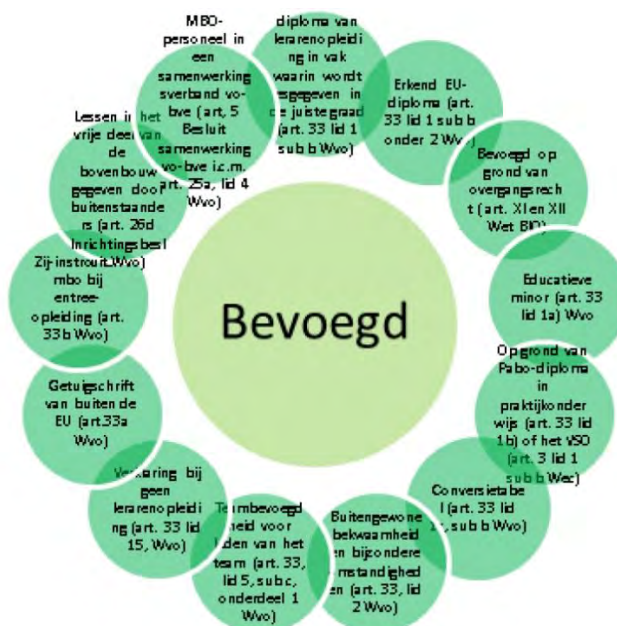 Bevoegd
diploma van
lerarenopleid
ing in vak
waarin wordt
lesgegeven in
de juiste graad
(art. 33 lid 1
sub b Wvo)
Erkend EU-
diploma (art.
33 lid 1 sub b
onder 2 Wvo)
Bevoegd op
grond van
overgangsrech
t (art. XI en XII
Wet BIO)
Educatieve
minor (art. 33
lid 1a) Wvo
Op grond van
Pabo-diploma
in
praktijkonder
wijs (art. 33 lid
1b) of het VSO
(art. 3 lid 1
sub b Wec)
Conversietabe
l (art. 33 lid
sub b Wvo)
Buitengewone
bekwaamheid
en bijzondere
omstandighed
en (art. 33, lid
2 Wvo)
Teambevoegd
heid voor
leden van het
team (art. 33,
lid 5, sub c,
onderdeel 1
Wvo)
Verklaring bij
geen
lerarenopleidi
ng (art. 33 lid
15, Wvo)
Getuigschrift
van buiten de
EU (art.33a
Wvo)
Zij-instrouit
mbo bij
entree-
opleiding (art.
33b Wvo)
Lessen in het
vrije deel van
de
bovenbouw
gegeven door
buitenstaande
rs (art. 26d
Inrichtingsbesl
Wvo)
MBO-
personeel in
een
samenwerking
sverband vo-
bve (art, 5
Besluit
samenwerking
vo-bve i.c.m.
art. 25a, lid 4
Wvo)